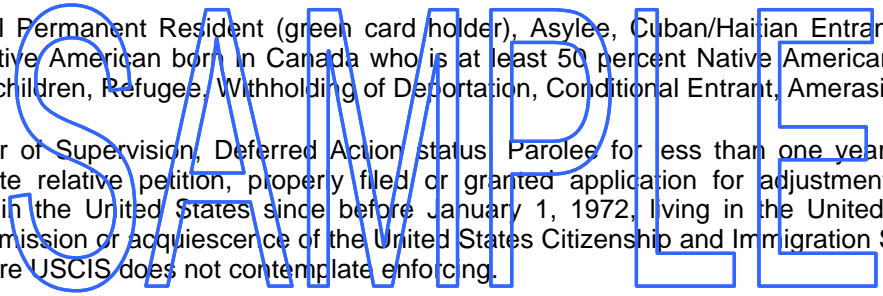 l Permanent Resident (green card holder), Asylee, Cuban/Haitian Entran
tive American born in Canada who is at least 50 percent Native American
children, Refugee, Withholding of Deportation, Conditional Entrant, Amerasi
r of Supervision, Deferred Action status, Parolee for less than one year
te relative petition, properly filed or granted application for adjustment
in the United States since before January 1, 1972, living in the United
mission or acquiescence of the United States Citizenship and Immigration S
re USCIS does not contemplate enforcing.
SAMPLE